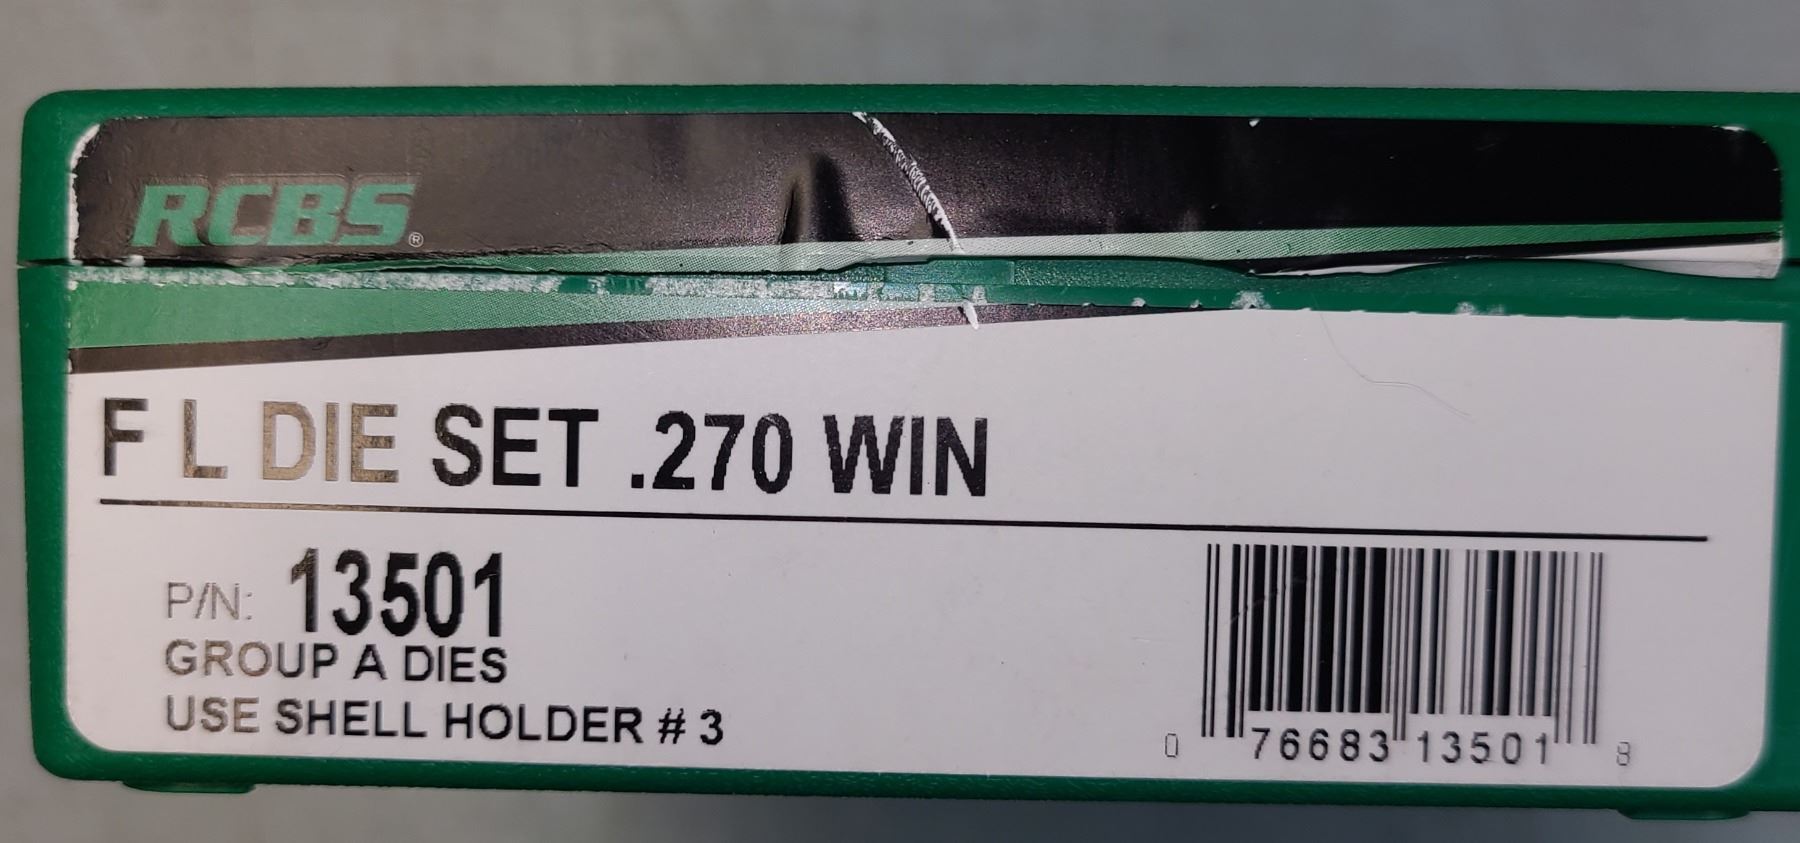 RCBS®
F L DIE SET .270 WIN
P/N: 13501
GROUP A DIES
USE SHELL HOLDER # 3
0 76683 13501 8